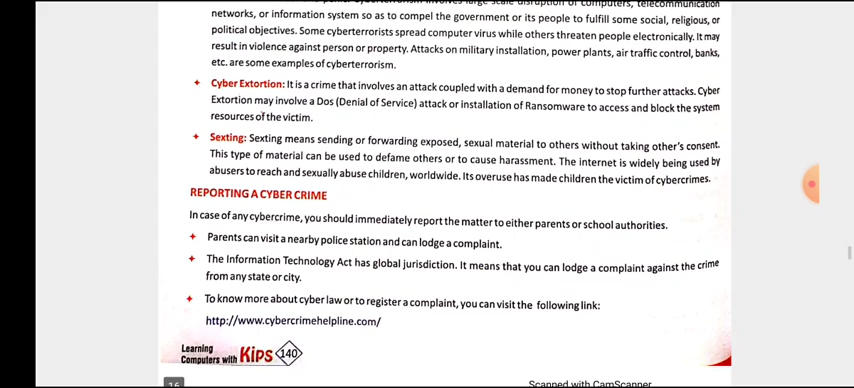 Cyberterrorism involves large scale disruption of computers, telecommunication
networks, or information system so as to compel the government or its people to fulfill some social, religious, or
political objectives. Some cyberterrorists spread computer virus while others threaten people electronically. It may
result in violence against person or property. Attacks on military installation, power plants, air traffic control, banks,
etc. are some examples of cyberterrorism.
Cyber Extortion: It is a crime that involves an attack coupled with a demand for money to stop further attacks. Cyber
Extortion may involve a Dos (Denial of Service) attack or installation of Ransomware to access and block the system
resources of the victim.
Sexting: Sexting means sending or forwarding exposed, sexual material to others without taking other's consent.
This type of material can be used to defame others or to cause harassment. The internet is widely being used by
abusers to reach and sexually abuse children, worldwide. Its overuse has made children the victim of cybercrimes.
REPORTING A CYBER CRIME
In case of any cybercrime, you should immediately report the matter to either parents or school authorities.
Parents can visit a nearby police station and can lodge a complaint.
The Information Technology Act has global jurisdiction. It means that you can lodge a complaint against the crime
from any state or city.
To know more about cyber law or to register a complaint, you can visit the following link:
http://www.cybercrimehelpline.com/
Learning
Computers with Kips 140
16
Scanned with CamScanner